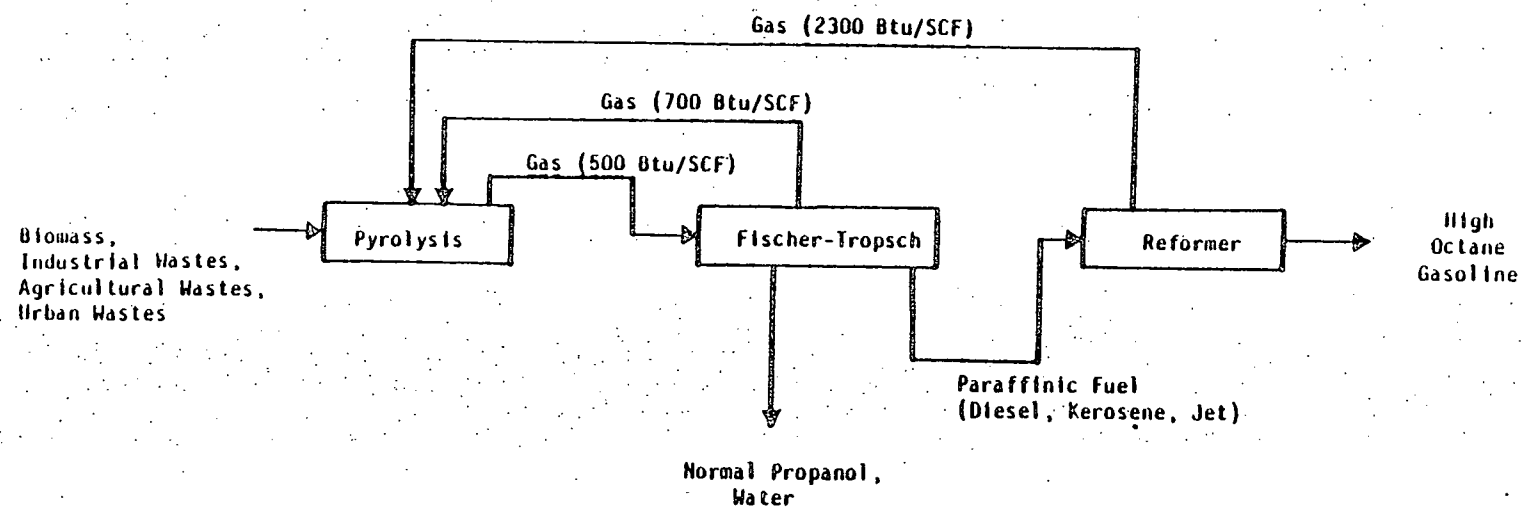 Gas (2300 Btu/SCF)
Gas (700 Btu/SCF)
Gas (500 Btu/SCF)
Biomass,
Industrial Wastes,
Agricultural Wastes,
Urban Wastes
Pyrolysis
Fischer-Tropsch
Reformer
High
Octane
Gasoline
Paraffinic Fuel
(Diesel, Kerosene, Jet)
Normal Propanol,
Water